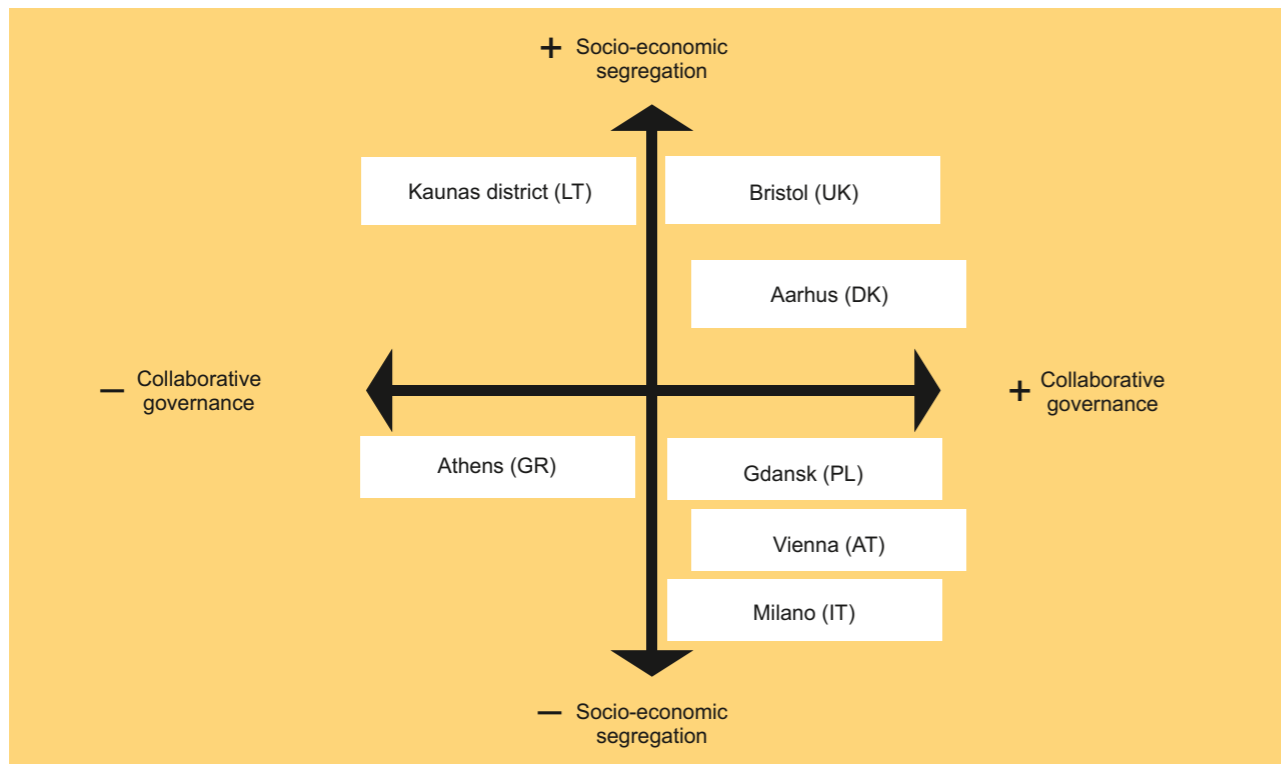 + Socio-economic
segregation
Kaunas district (LT)
Bristol (UK)
Aarhus (DK)
– Collaborative
governance
+ Collaborative
governance
Athens (GR)
Gdansk (PL)
Vienna (AT)
Milano (IT)
– Socio-economic
segregation